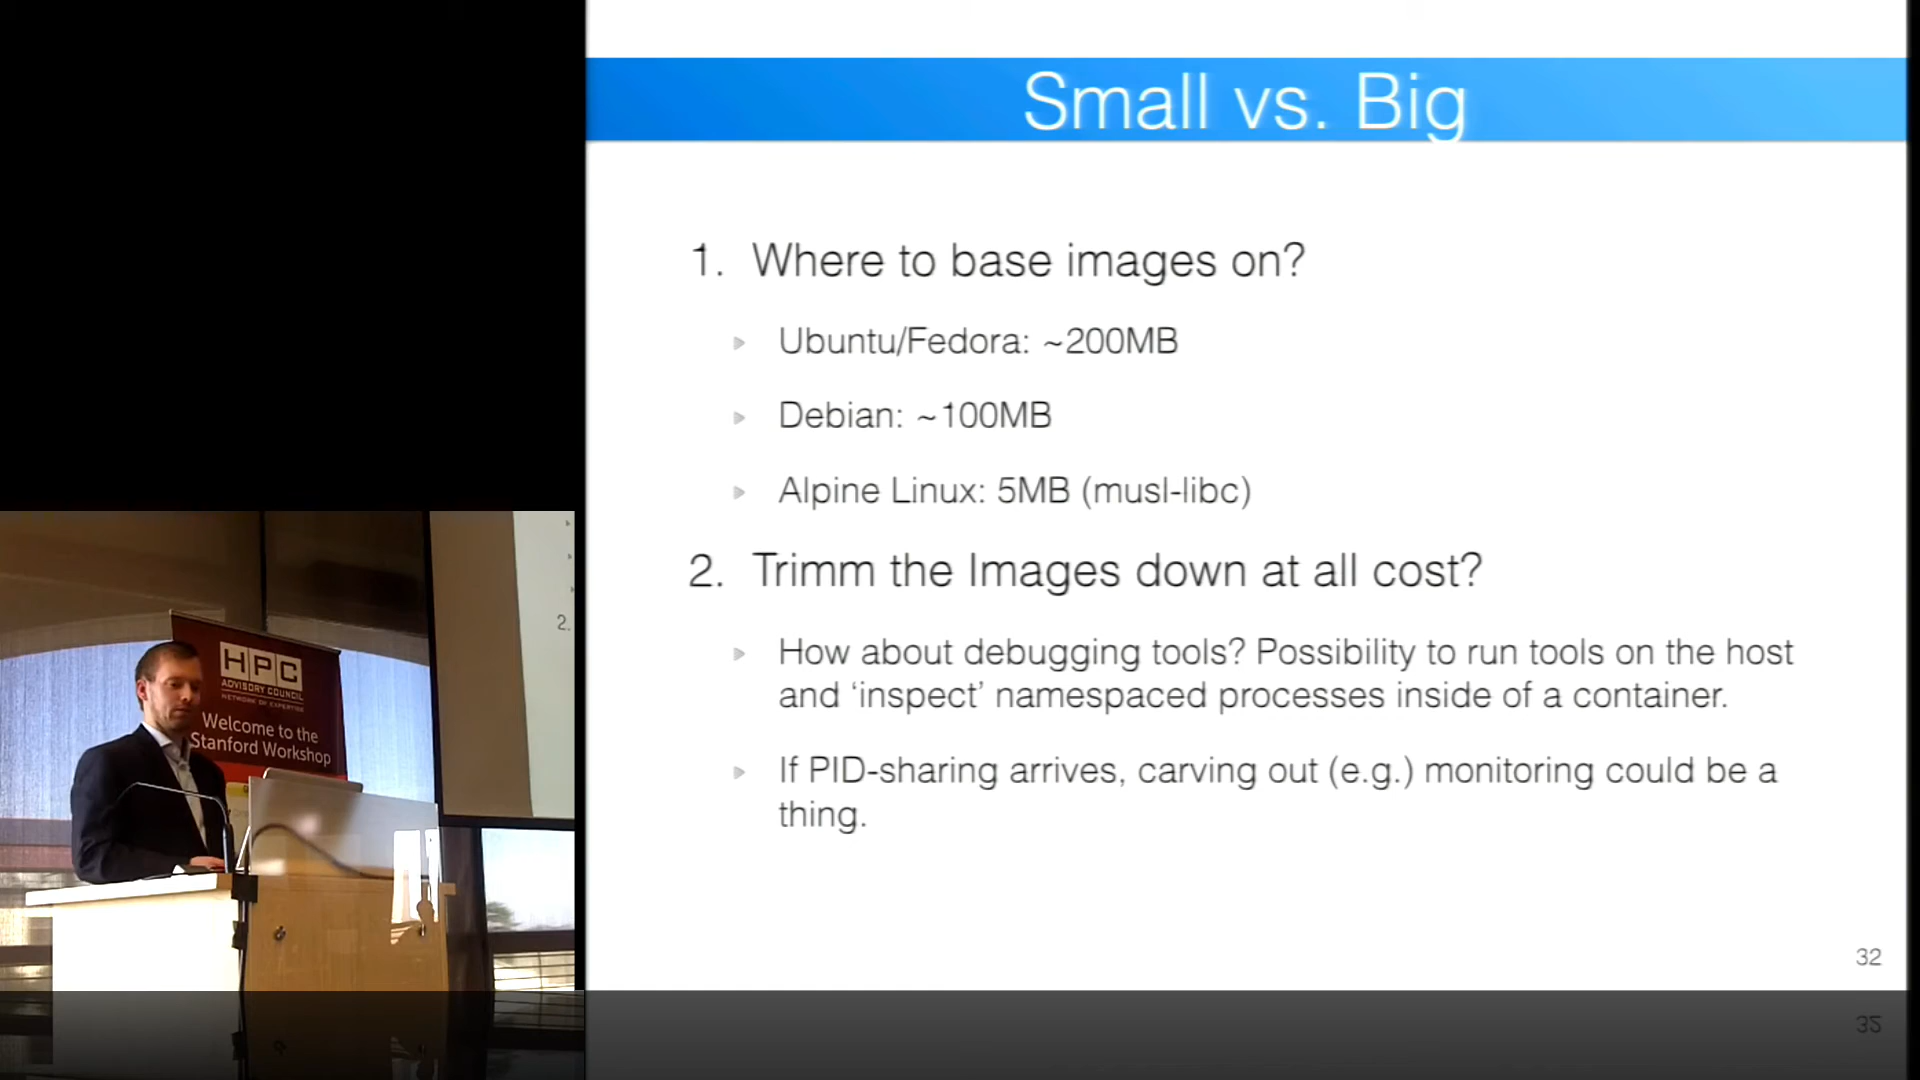 Small vs. Big
1. Where to base images on?
Ubuntu/Fedora: ~200MB
Debian: ~100MB
Alpine Linux: 5MB (musl-libc)
2. Trimm the Images down at all cost?
How about debugging tools? Possibility to run tools on the host
and ‘inspect’ namespaced processes inside of a container.
If PID-sharing arrives, carving out (e.g.) monitoring could be a
thing.
32
HPC
ADVISORY COUNCIL
NETWORK OF EXPERTISE
Welcome to the
Stanford Workshop
2.